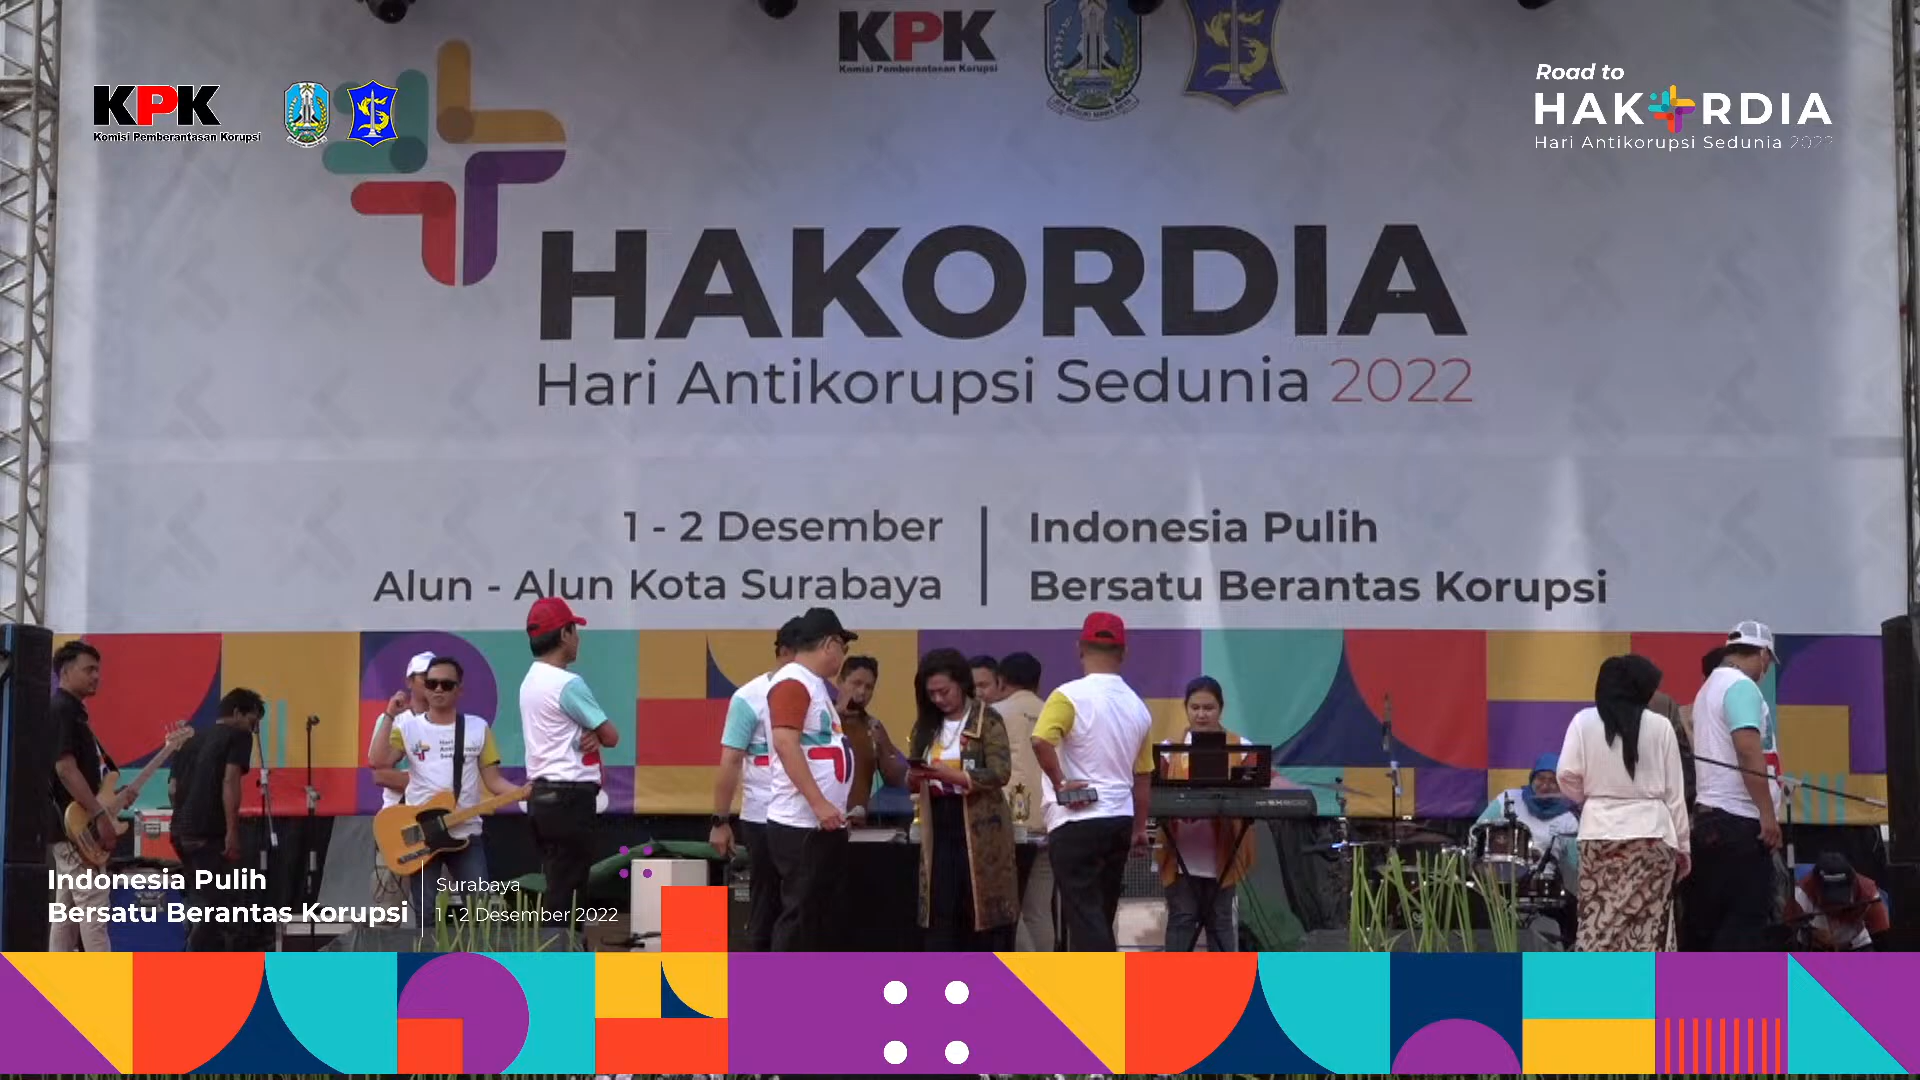 KPK
Komisi Pemberantasan Korupsi
KPK
Komisi Pemberantasan Korupsi
Road to
HAKORDIA
Hari Antikorupsi Sedunia 2022
HAKORDIA
Hari Antikorupsi Sedunia 2022
1 - 2 Desember
Alun - Alun Kota Surabaya
Indonesia Pulih
Bersatu Berantas Korupsi
Indonesia Pulih
Bersatu Berantas Korupsi
Surabaya
1 - 2 Desember 2022